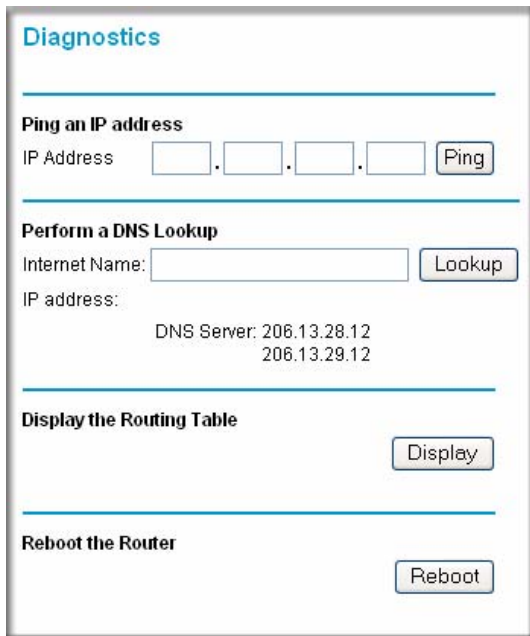 Diagnostics
Ping an IP address
IP Address . . . Ping
Perform a DNS Lookup
Internet Name: Lookup
IP address:
DNS Server: 206.13.28.12
206.13.29.12
Display the Routing Table
Display
Reboot the Router
Reboot